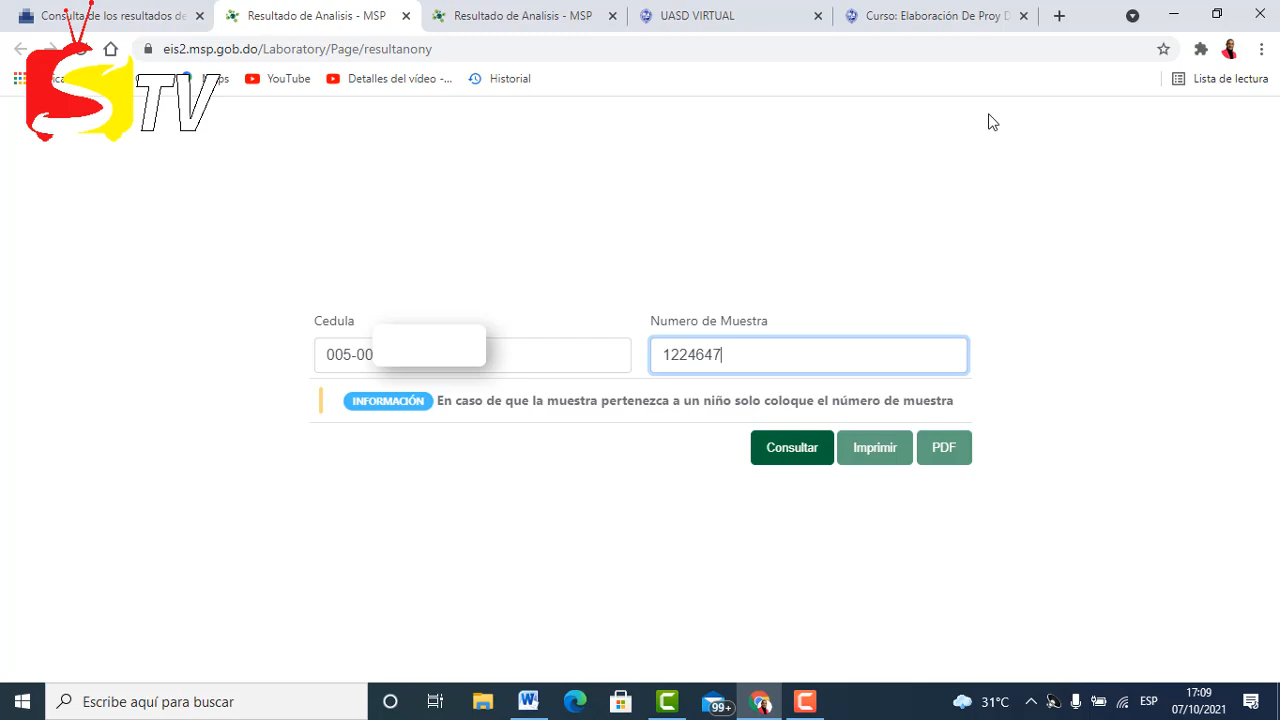 Consulta de los resultados de
Resultado de Analisis - MSP
Resultado de Analisis - MSP
UASD VIRTUAL
Curso: Elaboración De Proy D
eis2.msp.gob.do/Laboratory/Page/resultanony
YouTube
Detalles del vídeo -...
Historial
Lista de lectura
S TV
Cedula
Numero de Muestra
005-00
1224647
INFORMACIÓN En caso de que la muestra pertenezca a un niño solo coloque el número de muestra
Consultar
Imprimir
PDF
Escribe aquí para buscar
99+
31°C
ESP
17:09
07/10/2021